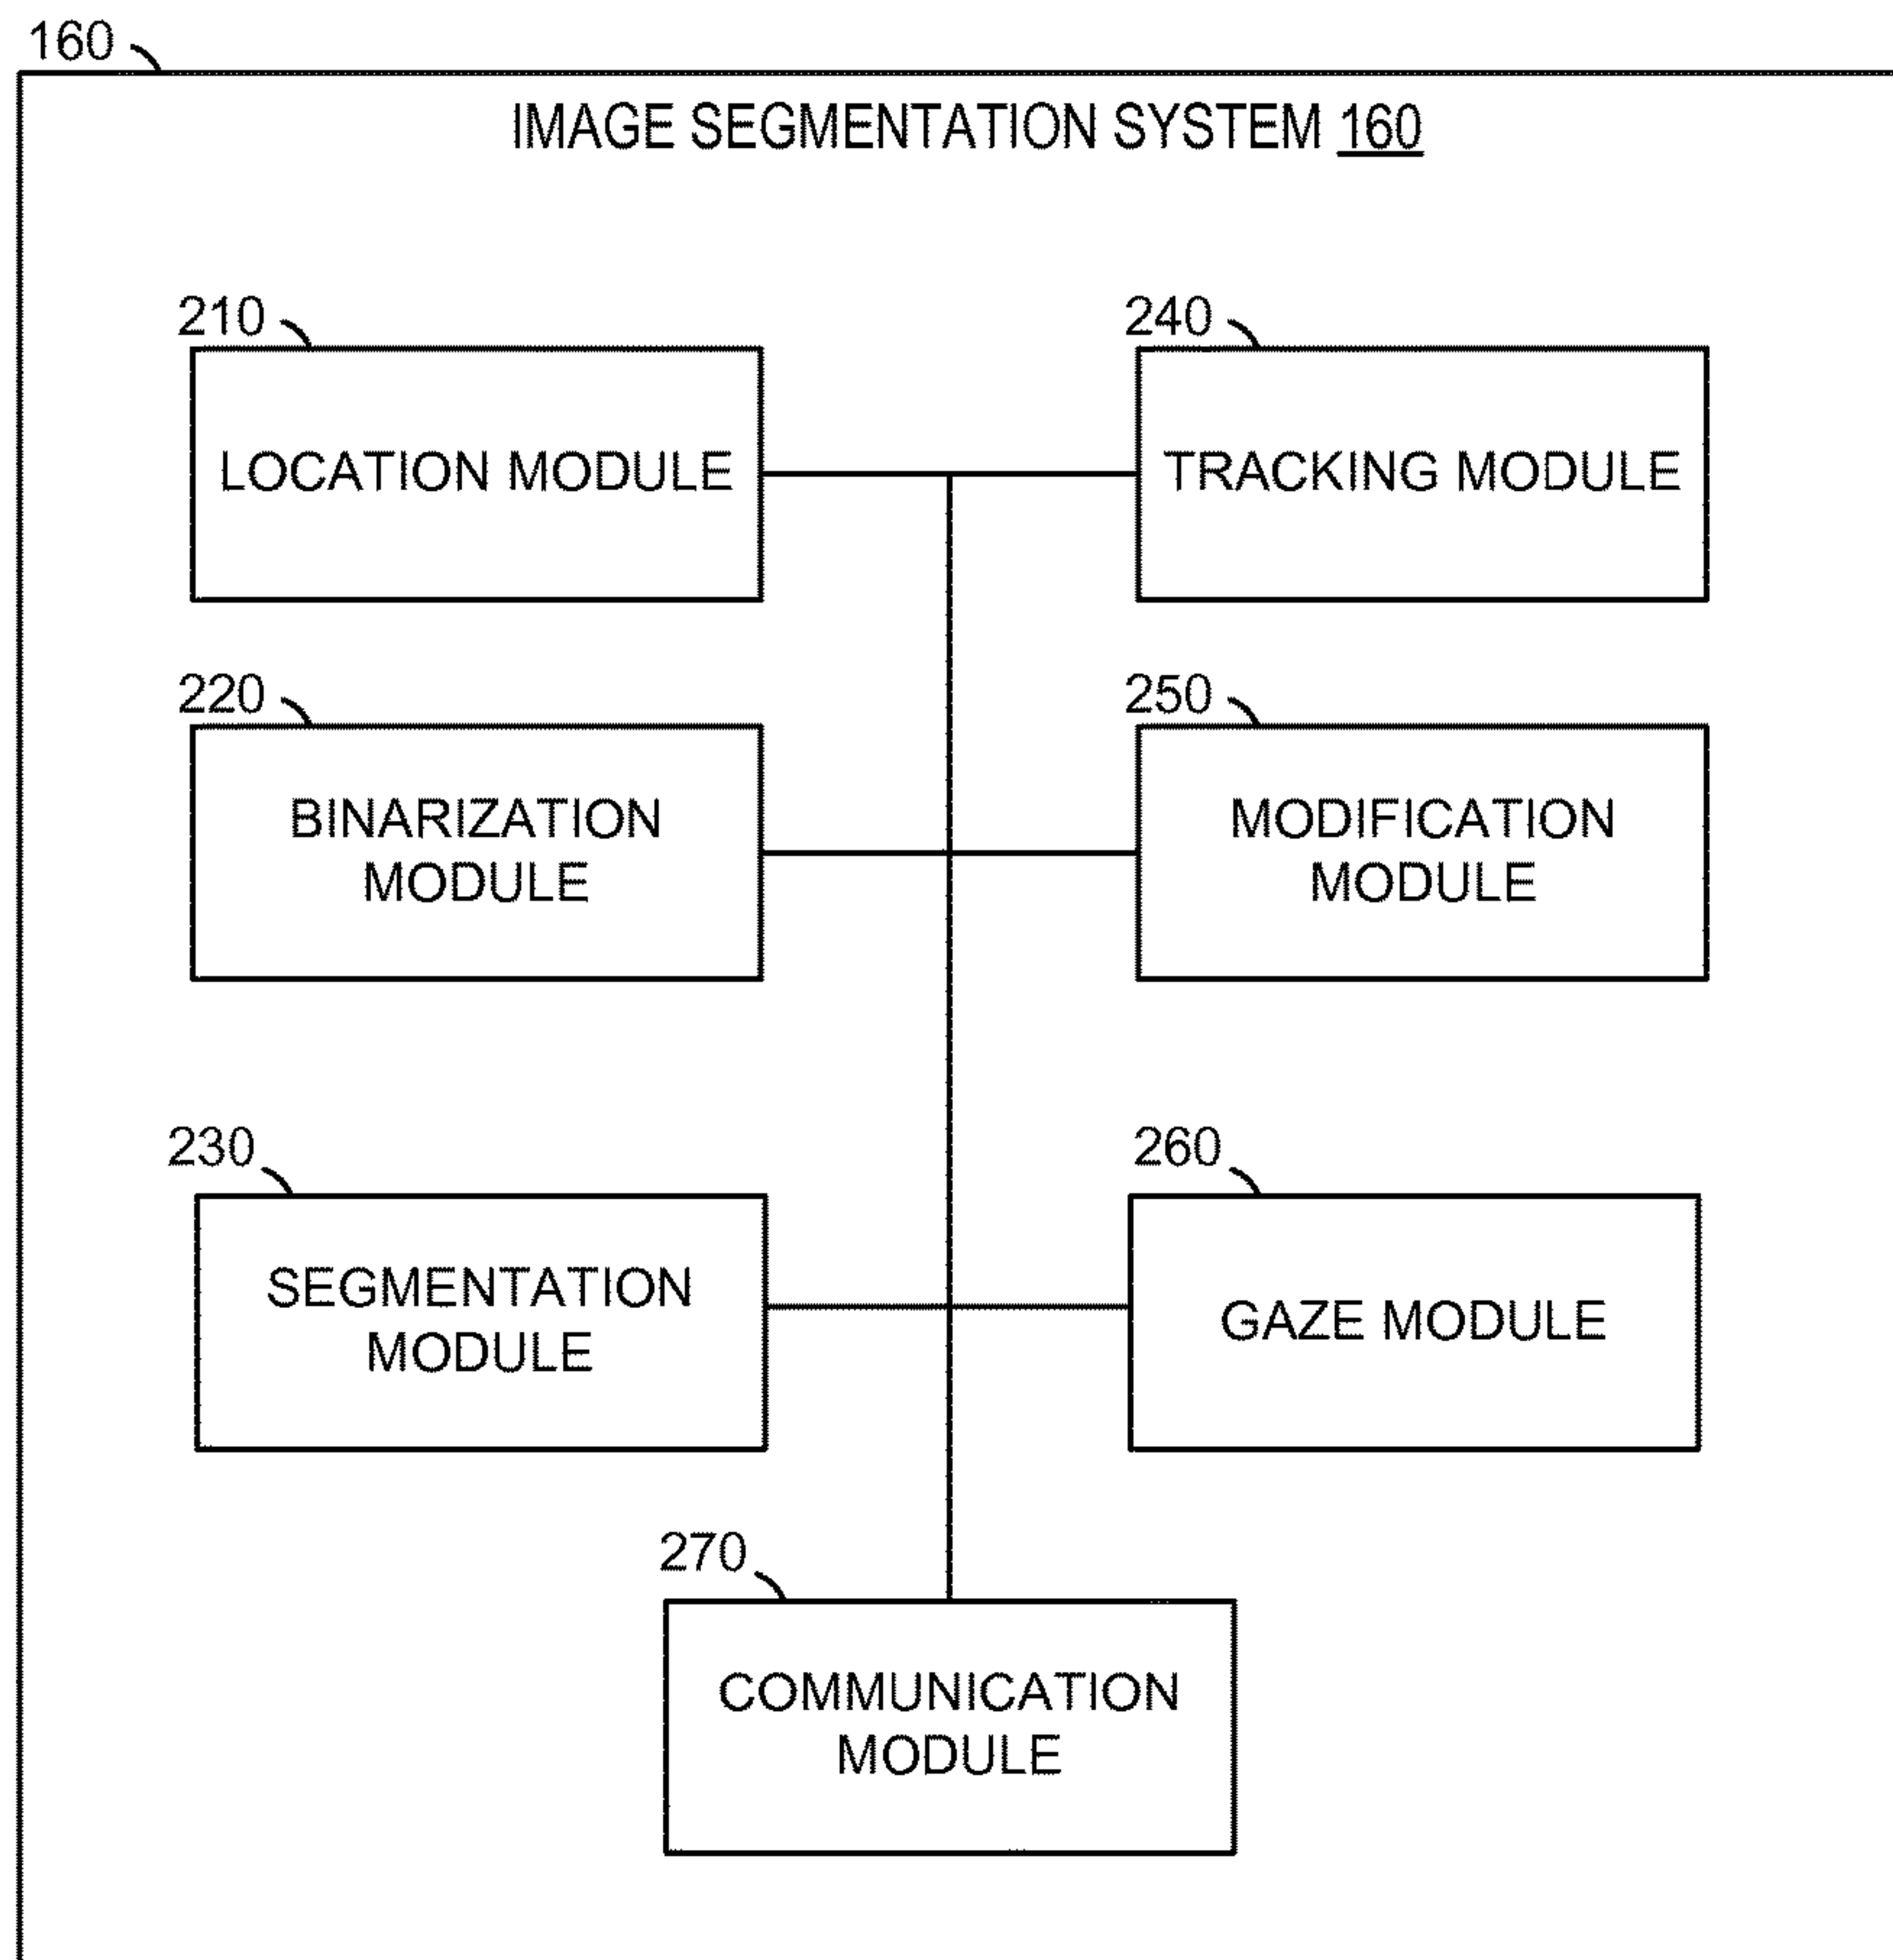 160
IMAGE SEGMENTATION SYSTEM 160
210
LOCATION MODULE
240
TRACKING MODULE
220
BINARIZATION
MODULE
250
MODIFICATION
MODULE
230
SEGMENTATION
MODULE
260
GAZE MODULE
270
COMMUNICATION
MODULE